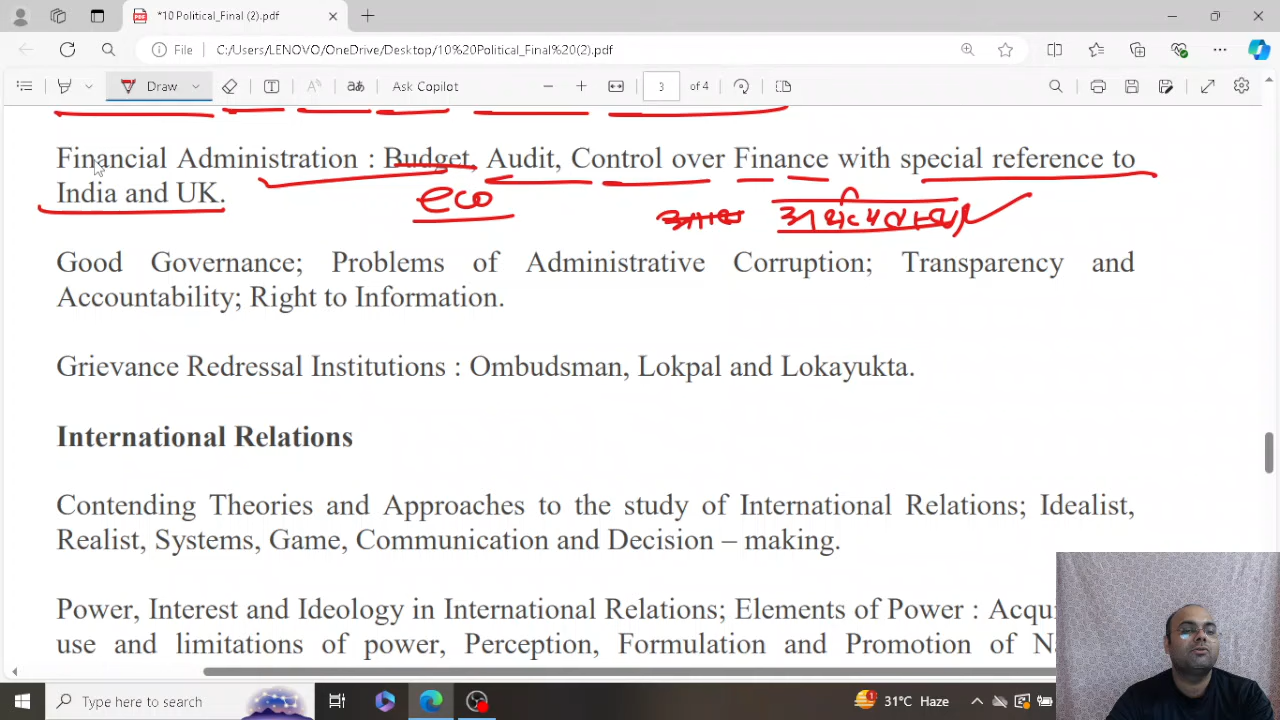 *10 Political_Final (2).pdf
File C:/Users/LENOVO/OneDrive/Desktop/10%20Political_Final%20(2).pdf
Draw Ask Copilot 3 of 4
Financial Administration : Budget, Audit, Control over Finance with special reference to
India and UK.
eco
Good Governance; Problems of Administrative Corruption; Transparency and
Accountability; Right to Information.
Grievance Redressal Institutions : Ombudsman, Lokpal and Lokayukta.
International Relations
Contending Theories and Approaches to the study of International Relations; Idealist,
Realist, Systems, Game, Communication and Decision – making.
Power, Interest and Ideology in International Relations; Elements of Power : Acqu
use and limitations of power, Perception, Formulation and Promotion of Na
Type here to search 31°C Haze